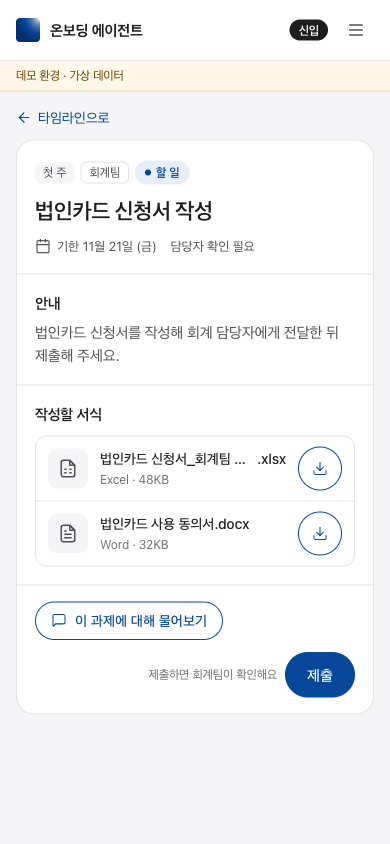 온보딩 에이전트
신입
데모 환경 · 가상 데이터
타임라인으로
첫 주
회계팀
할 일
법인카드 신청서 작성
기한 11월 21일 (금)
담당자 확인 필요
안내
법인카드 신청서를 작성해 회계 담당자에게 전달한 뒤
제출해 주세요.
작성할 서식
법인카드 신청서_회계팀 ... .xlsx
Excel · 48KB
법인카드 사용 동의서.docx
Word · 32KB
이 과제에 대해 물어보기
제출하면 회계팀이 확인해요
제출